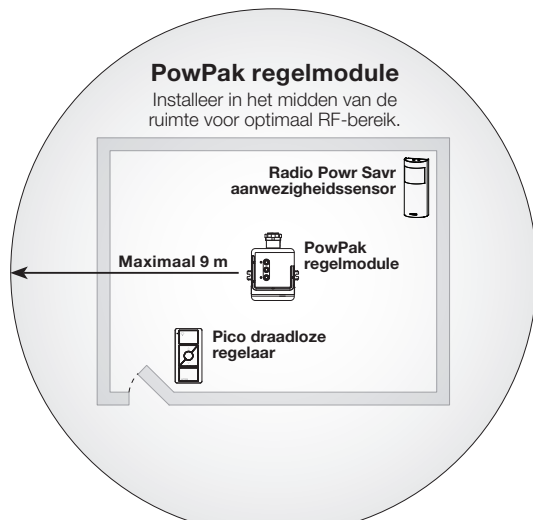 PowPak regelmodule
Installeer in het midden van de
ruimte voor optimaal RF-bereik.
Radio Powr Savr
aanwezigheidssensor
Maximaal 9 m
PowPak
regelmodule
Pico draadloze
regelaar